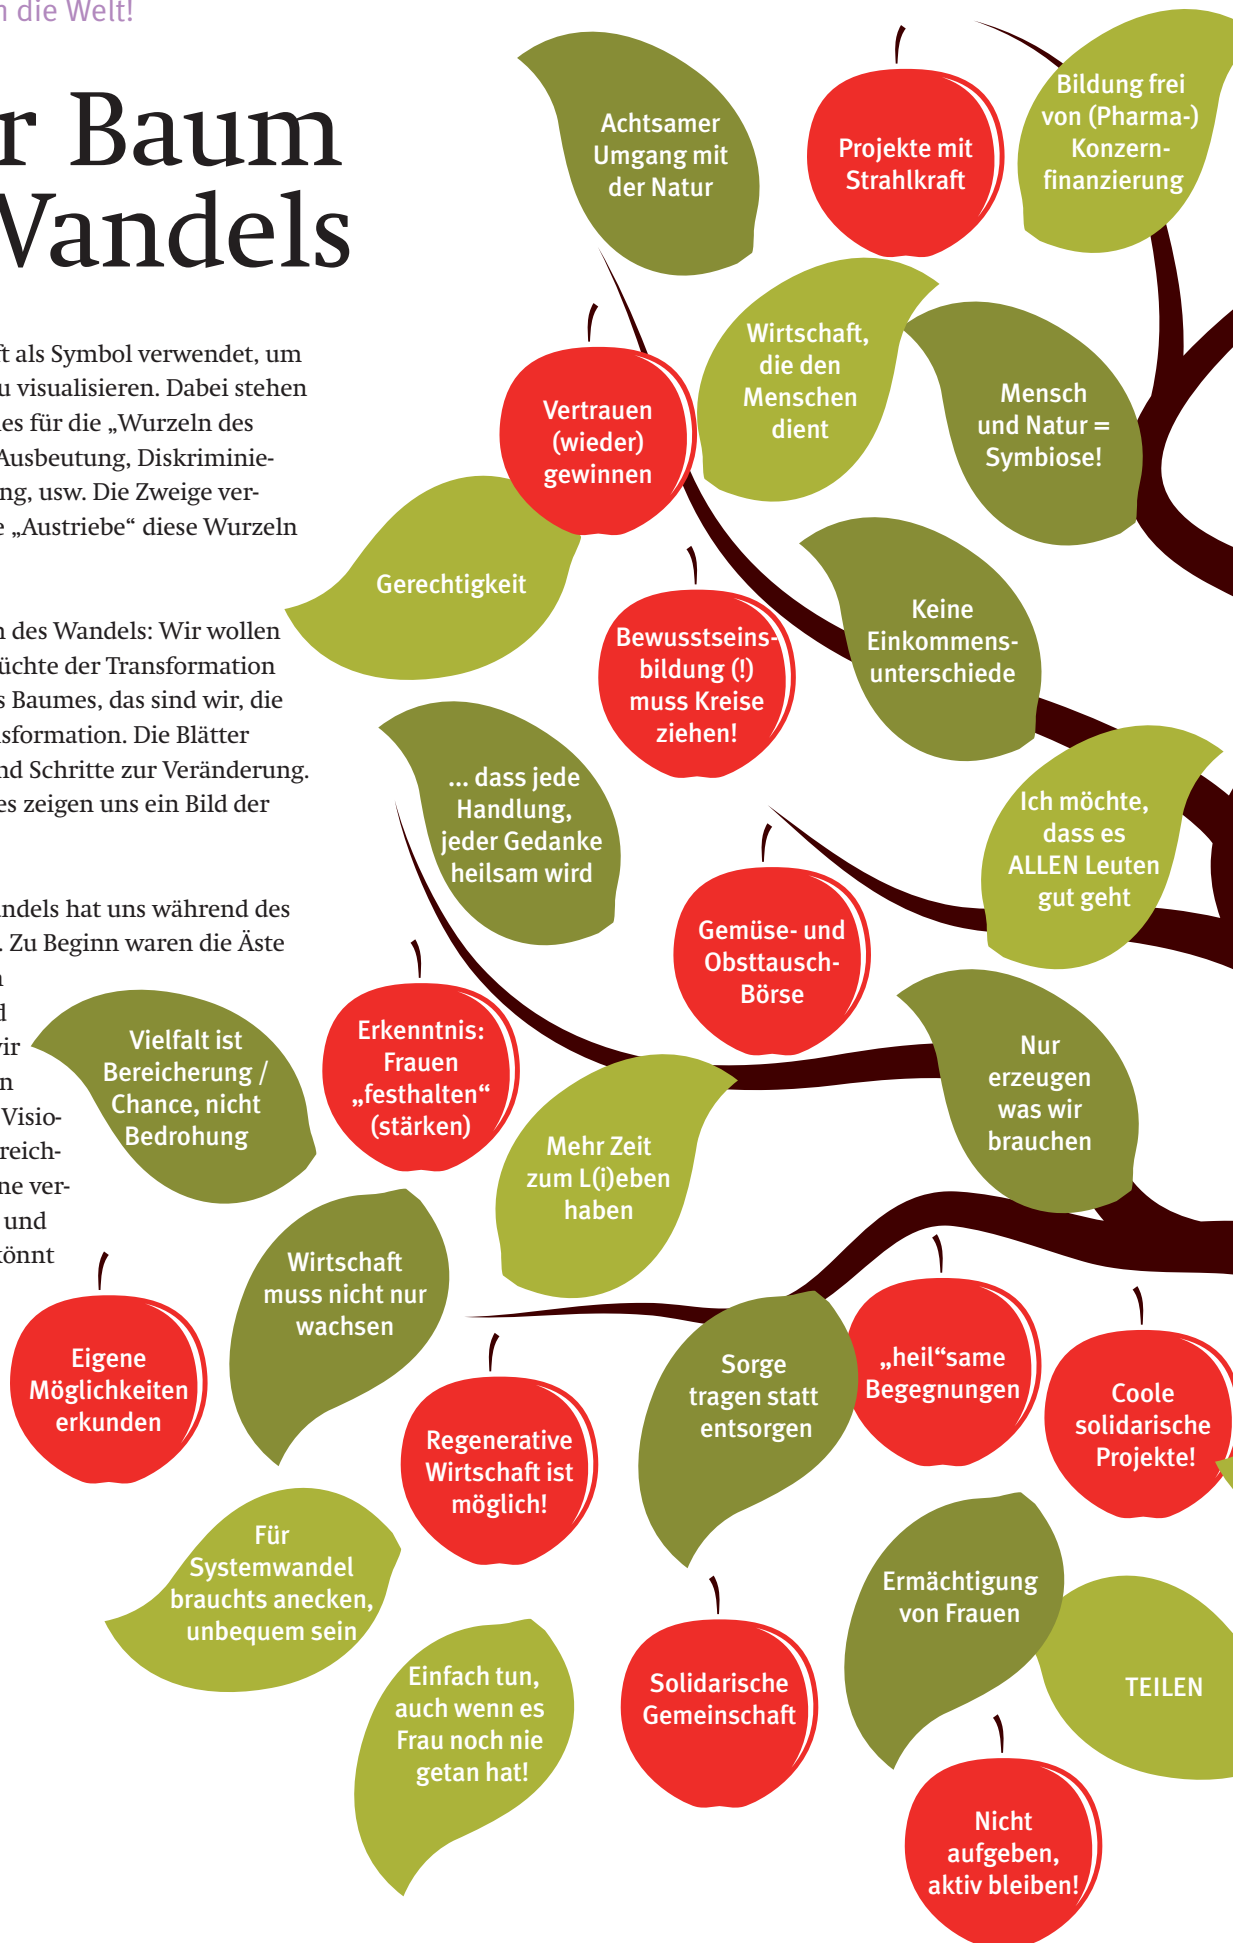 n die Welt!
r Baum
Wandels
ft als Symbol verwendet, um
u visualisieren. Dabei stehen
es für die „Wurzeln des
Ausbeutung, Diskriminie-
ng, usw. Die Zweige ver-
e „Austriebe“ diese Wurzeln
n des Wandels: Wir wollen
üchte der Transformation
s Baumes, das sind wir, die
sformation. Die Blätter
nd Schritte zur Veränderung.
es zeigen uns ein Bild der
ndels hat uns während des
. Zu Beginn waren die Äste
n
d
ir
n
Visio-
reich-
ne ver-
und
könnt
Achtsamer
Umgang mit
der Natur
Projekte mit
Strahlkraft
Bildung frei
von (Pharma-)
Konzern-
finanzierung
Vertrauen
(wieder)
gewinnen
Wirtschaft,
die den
Menschen
dient
Mensch
und Natur =
Symbiose!
Gerechtigkeit
Bewusstseins-
bildung (!)
muss Kreise
ziehen!
Keine
Einkommens-
unterschiede
... dass jede
Handlung,
jeder Gedanke
heilsam wird
Ich möchte,
dass es
ALLEN Leuten
gut geht
Gemüse- und
Obsttausch-
Börse
Vielfalt ist
Bereicherung /
Chance, nicht
Bedrohung
Erkenntnis:
Frauen
„festhalten“
(stärken)
Mehr Zeit
zum L(i)eben
haben
Nur
erzeugen
was wir
brauchen
Eigene
Möglichkeiten
erkunden
Wirtschaft
muss nicht nur
wachsen
Regenerative
Wirtschaft ist
möglich!
Sorge
tragen statt
entsorgen
„heil“same
Begegnungen
Coole
solidarische
Projekte!
Für
Systemwandel
brauchts anecken,
unbequem sein
Einfach tun,
auch wenn es
Frau noch nie
getan hat!
Solidarische
Gemeinschaft
Ermächtigung
von Frauen
TEILEN
Nicht
aufgeben,
aktiv bleiben!